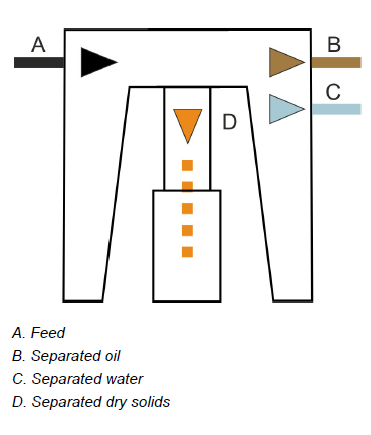 A
B
C
D
A. Feed
B. Separated oil
C. Separated water
D. Separated dry solids